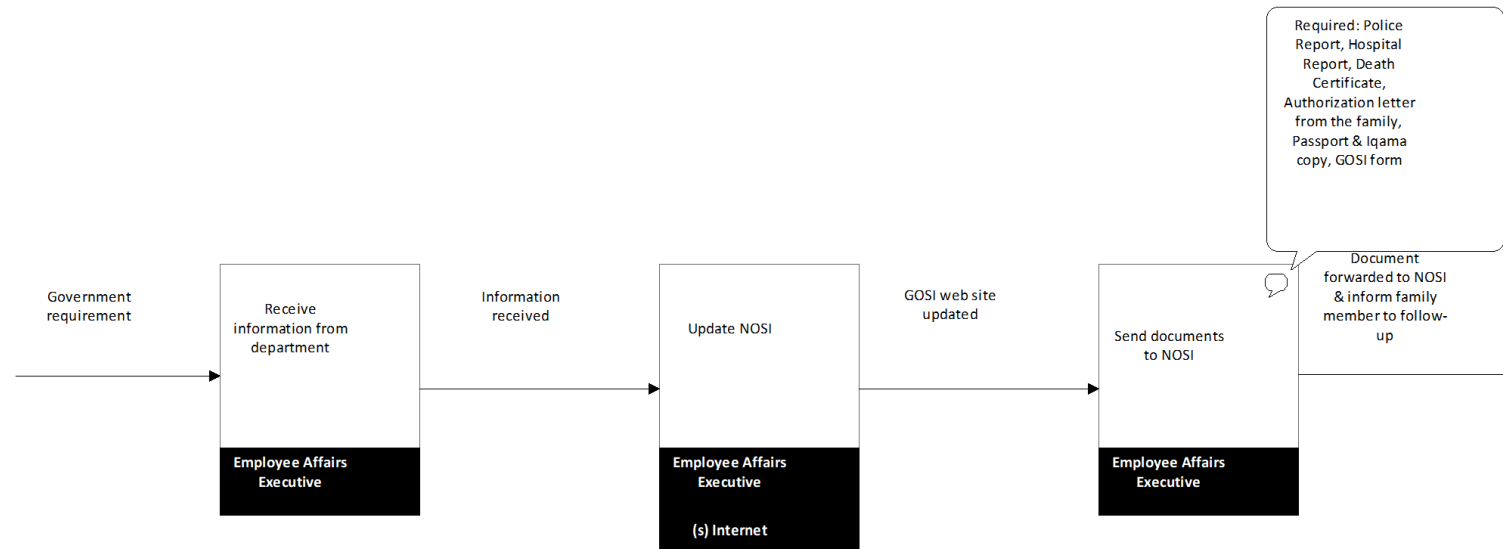 Required: Police
Report, Hospital
Report, Death
Certificate,
Authorization letter
from the family,
Passport & Iqama
copy, GOSI form
Government
requirement
Receive
information from
department
Employee Affairs
Executive
Information
received
Update NOSI
Employee Affairs
Executive
(s) Internet
GOSI web site
updated
Send documents
to NOSI
Employee Affairs
Executive
Document
forwarded to NOSI
& inform family
member to follow-
up